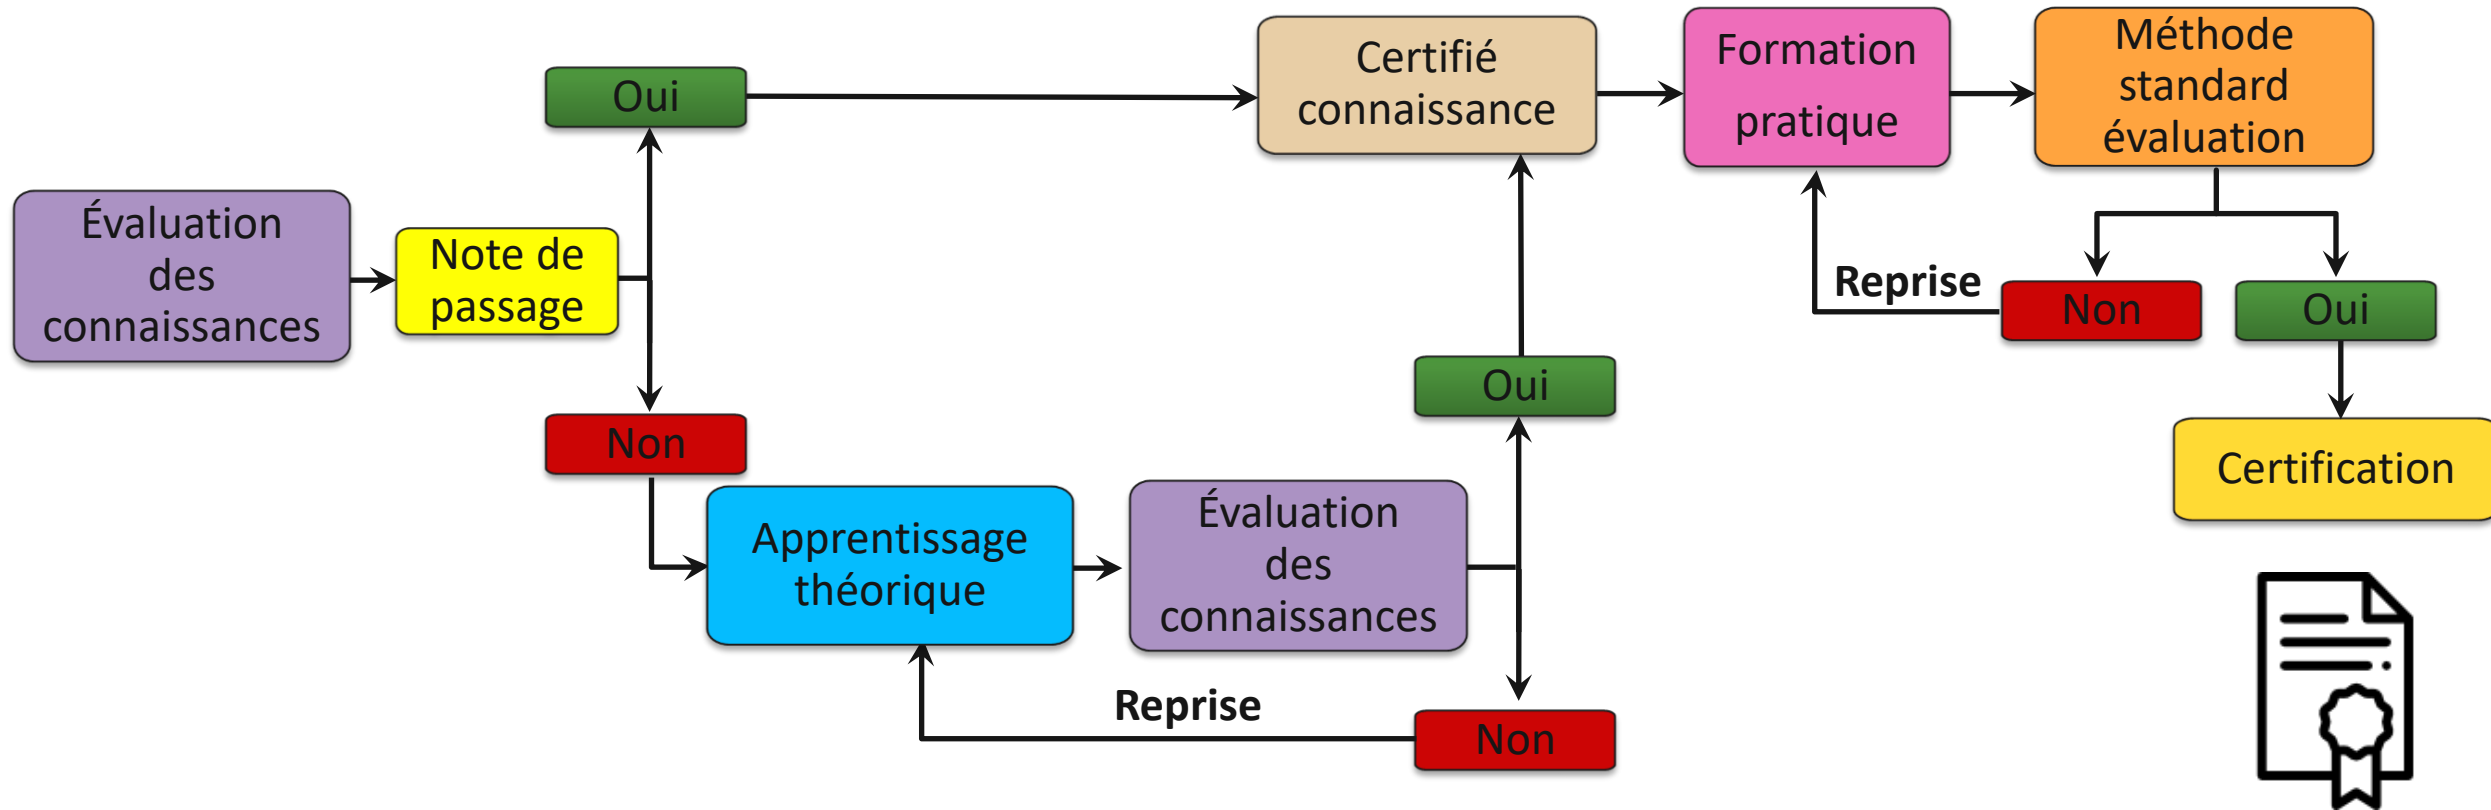 Évaluation
des
connaissances
Note de
passage
Oui
Non
Apprentissage
théorique
Évaluation
des
connaissances
Oui
Non
Reprise
Certifié
connaissance
Formation
pratique
Méthode
standard
évaluation
Reprise
Non
Oui
Certification